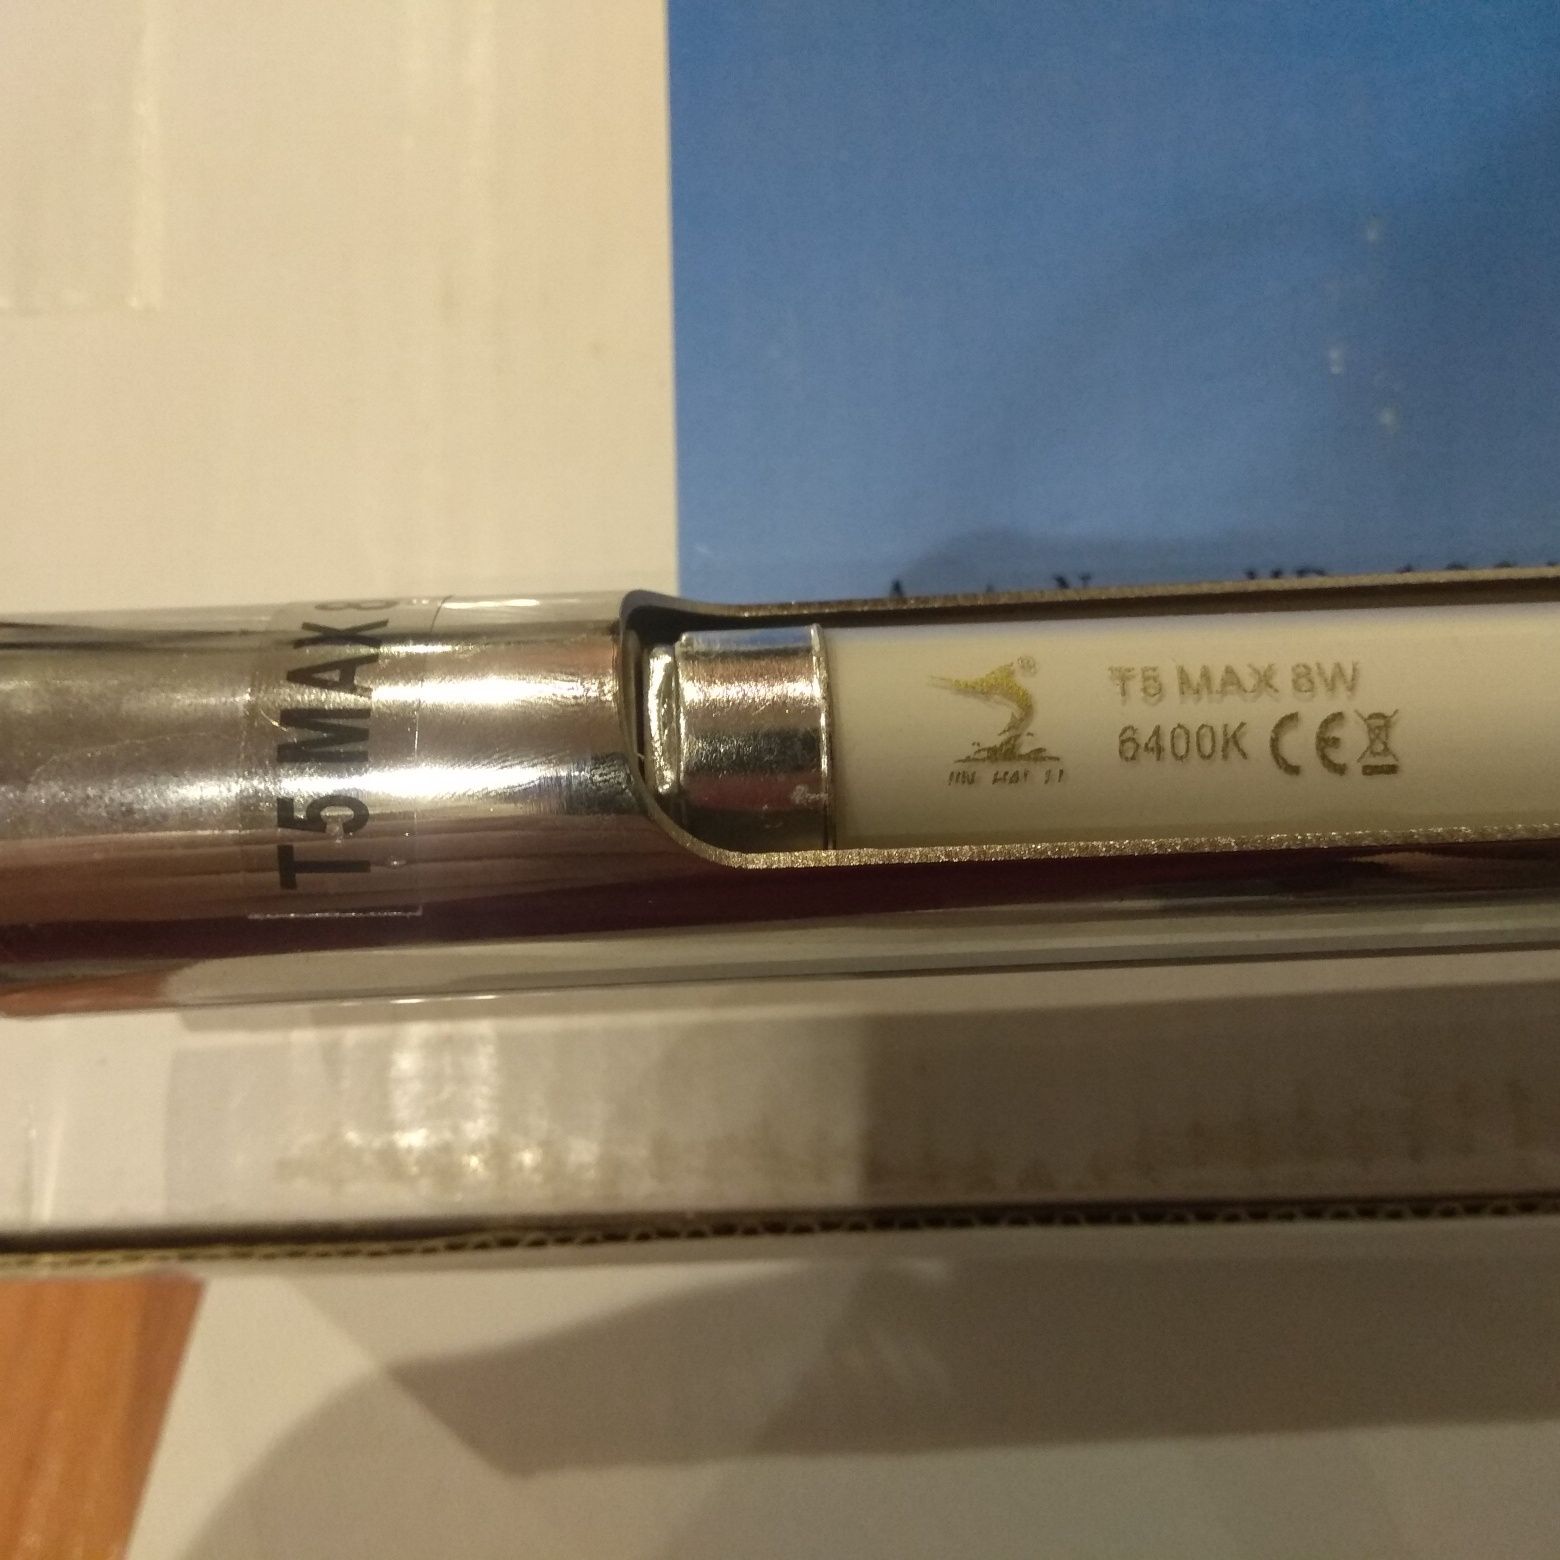 T5 MAX 8
®
T5 MAX 8W
6400K CE
JIN HAI LI